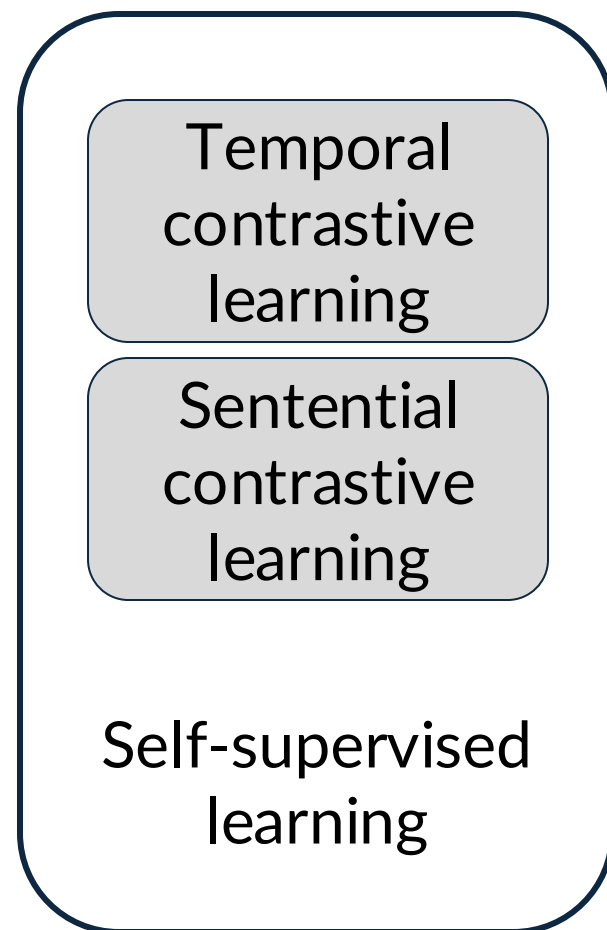 Temporal
contrastive
learning
Sentential
contrastive
learning
Self-supervised
learning